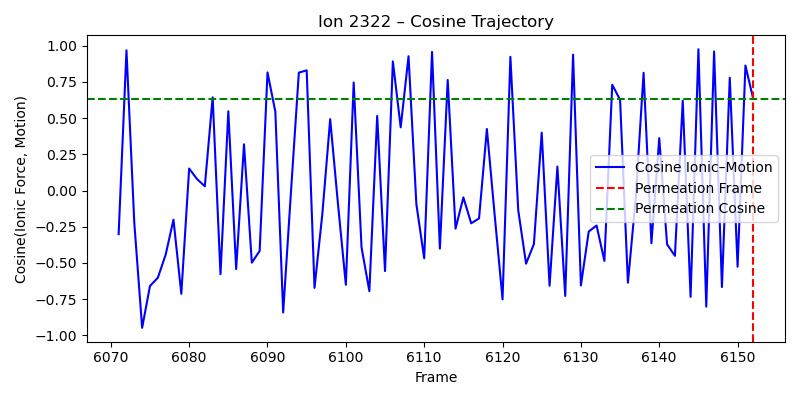 Ion 2322 – Cosine Trajectory
Cosine(Ionic Force, Motion)
1.00
0.75
0.50
0.25
0.00
−0.25
−0.50
−0.75
−1.00
Cosine Ionic–Motion
Permeation Frame
Permeation Cosine
6070 6080 6090 6100 6110 6120 6130 6140 6150
Frame